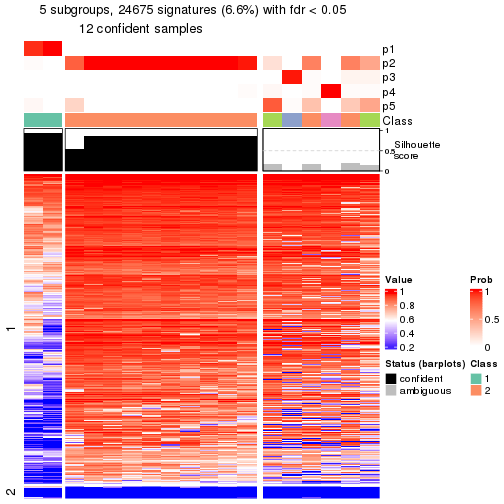 5 subgroups, 24675 signatures (6.6%) with fdr < 0.05
12 confident samples
p1
p2
p3
p4
p5
Class
1
0.5
0
Silhouette
score
1
2
Value
1
0.8
0.6
0.4
0.2
Prob
1
0.5
0
Status (barplots)
confident
ambiguous
Class
1
2